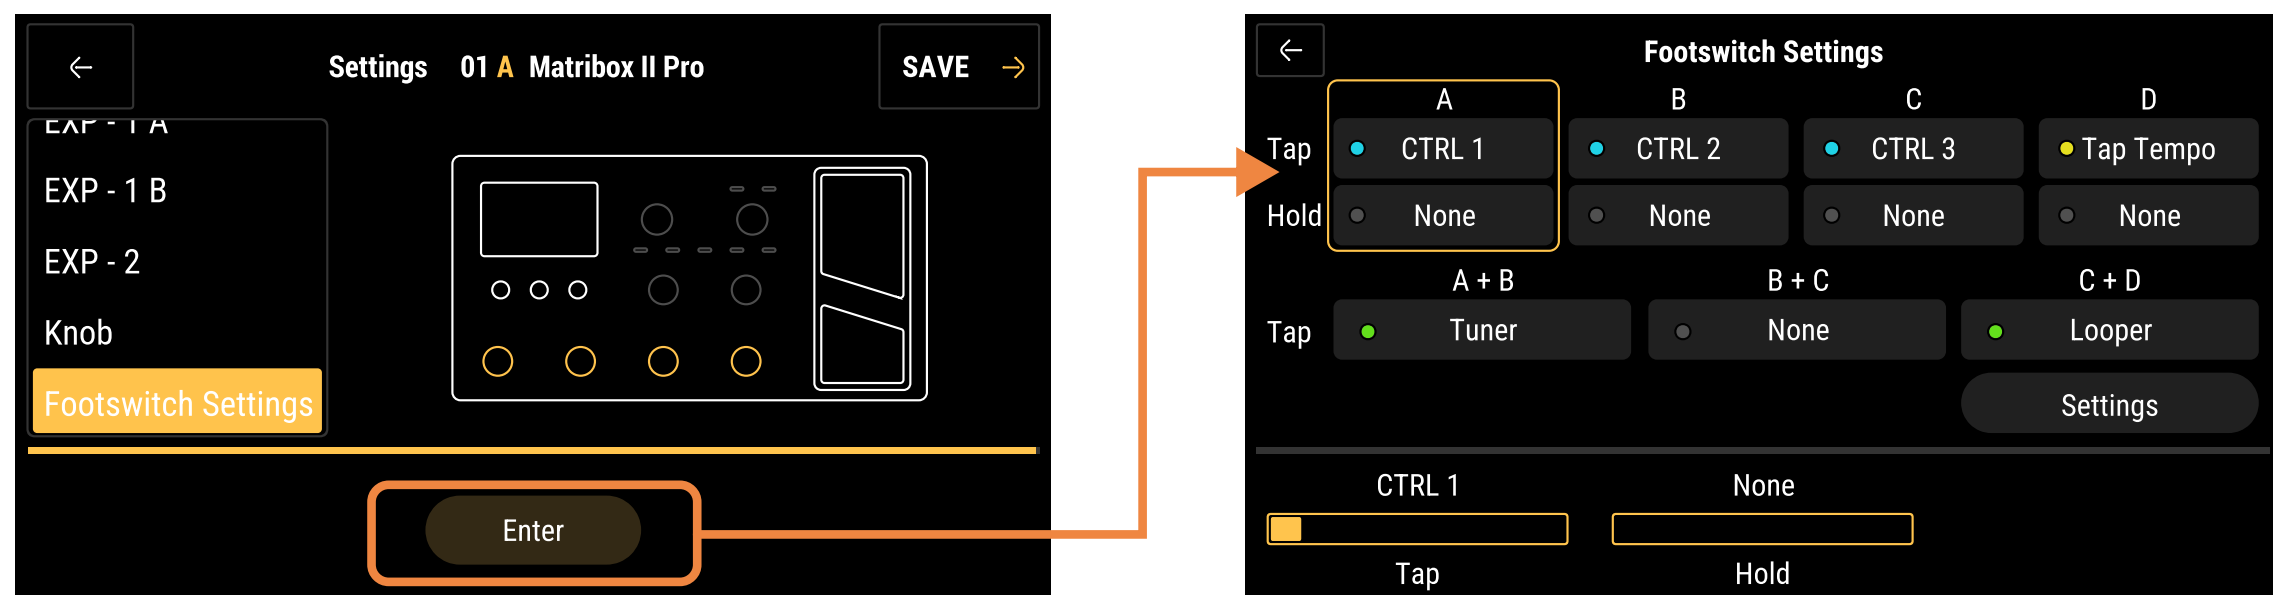 Settings 01 A Matribox II Pro
SAVE
EXP - 1 A
EXP - 1 B
EXP - 2
Knob
Footswitch Settings
Enter
Footswitch Settings
A B C D
Tap CTRL 1 CTRL 2 CTRL 3 Tap Tempo
Hold None None None None
A + B B + C C + D
Tap Tuner None Looper
Settings
CTRL 1 None
Tap Hold